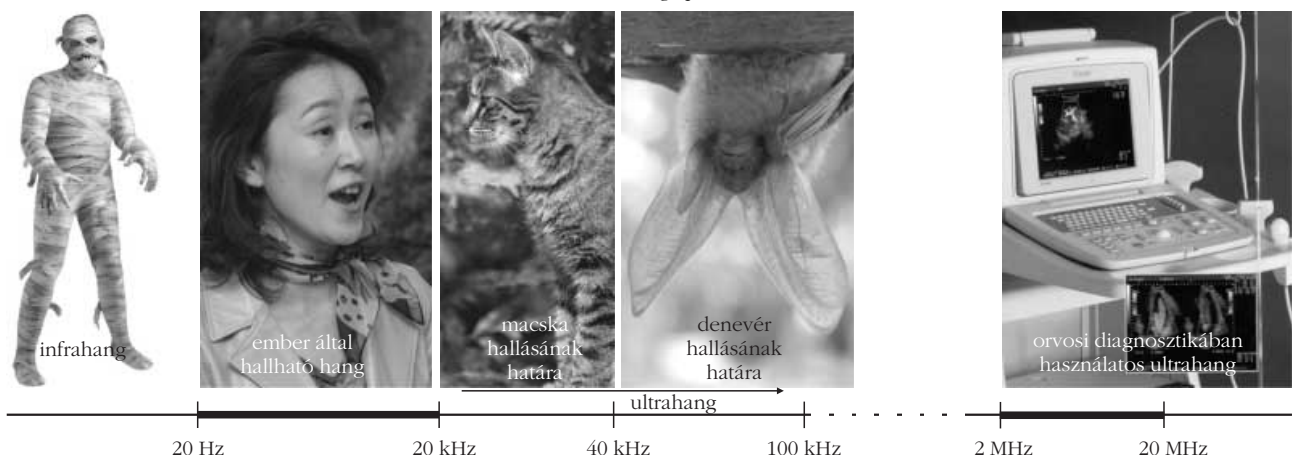 infrahang
ember által
hallható hang
macska
hallásának
határa
denevér
hallásának
határa
orvosi diagnosztikában
használatos ultrahang
ultrahang
20 Hz
20 kHz
40 kHz
100 kHz
2 MHz
20 MHz